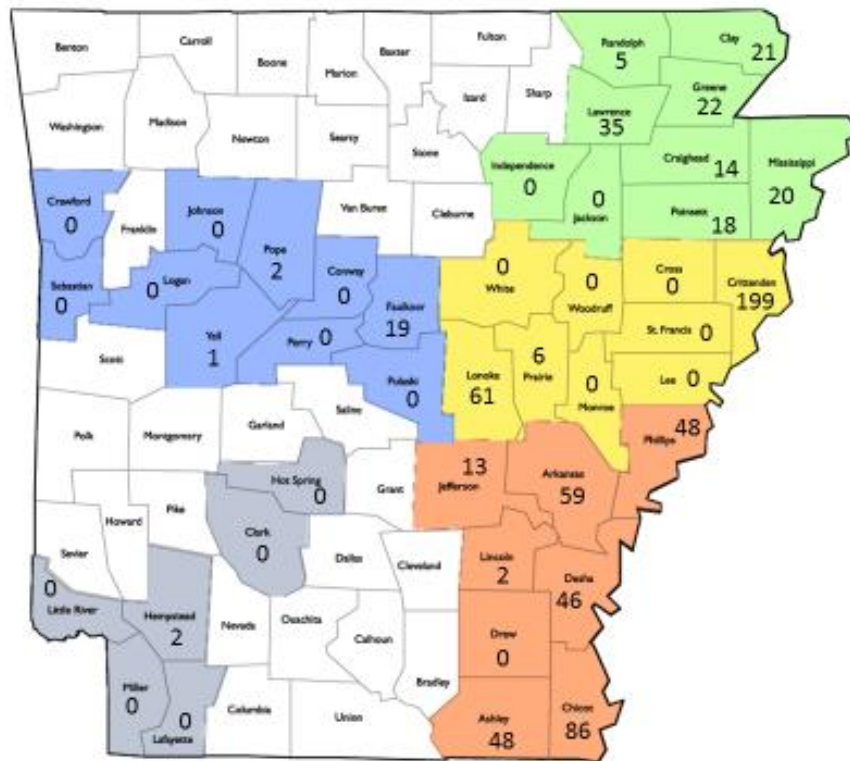 Benton
Carroll
Boone
Marion
Baxter
Fulton
Randolph
5
Clay
21
Izard
Sharp
Greene
22
Washington
Madison
Newton
Searcy
Stone
Lawrence
35
Independence
0
0
Jackson
Craighead
14
Mississippi
20
Poinsett
18
Crawford
0
Franklin
Johnson
0
Pope
2
Van Buren
Cleburne
Sebastian
0
0
Logan
Conway
0
Faulkner
19
0
White
0
Woodruff
Cross
0
Crittenden
199
Scott
Yell
1
Perry
0
Pulaski
0
Lonoke
61
6
Prairie
St. Francis
0
0
Monroe
Lee
0
Polk
Montgomery
Garland
Saline
Hot Spring
0
Grant
13
Jefferson
Arkansas
59
Phillips
48
Howard
Pike
Clark
0
Dallas
Cleveland
Lincoln
2
Desha
46
Sevier
0
Little River
Hempstead
2
Nevada
Ouachita
Calhoun
Bradley
Drew
0
Miller
0
0
Lafayette
Columbia
Union
Ashley
48
Chicot
86